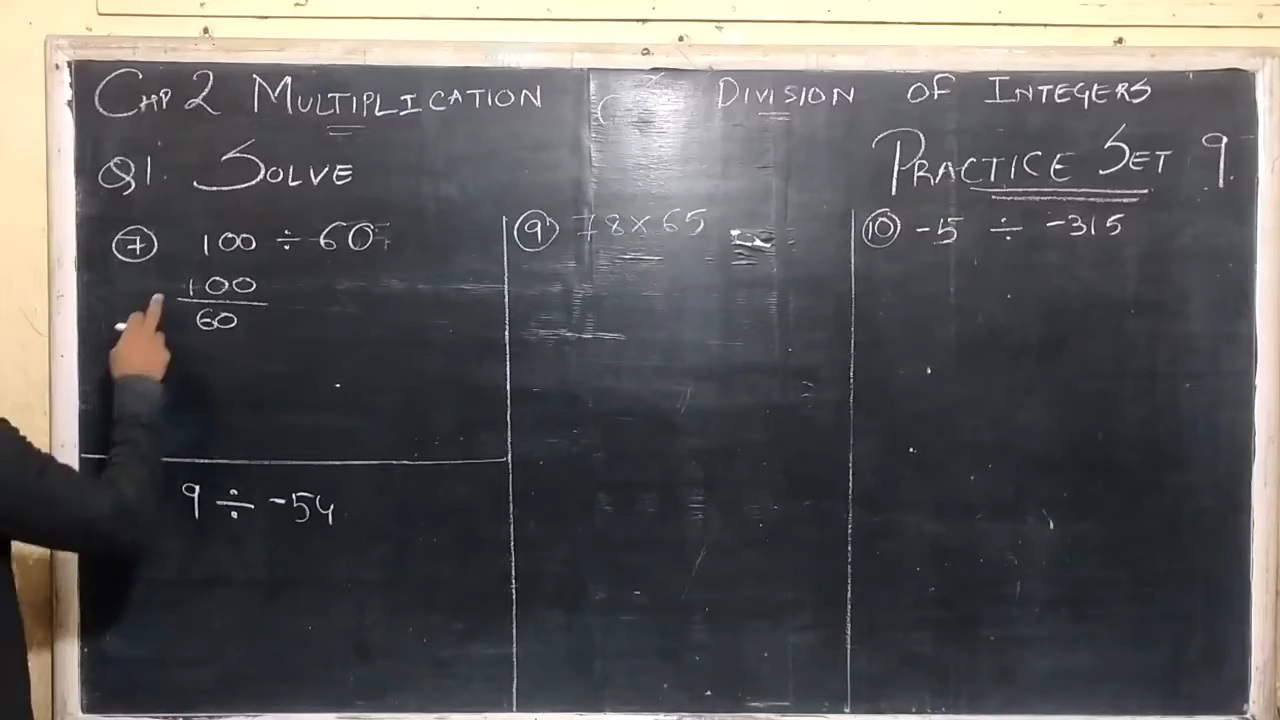 CHP 2 MULTIPLICATION DIVISION OF INTEGERS
Q1. SOLVE
PRACTICE SET 9
7 100 ÷ -60
100
60
9 ÷ -54
9 78 × 65
10 -5 ÷ -315